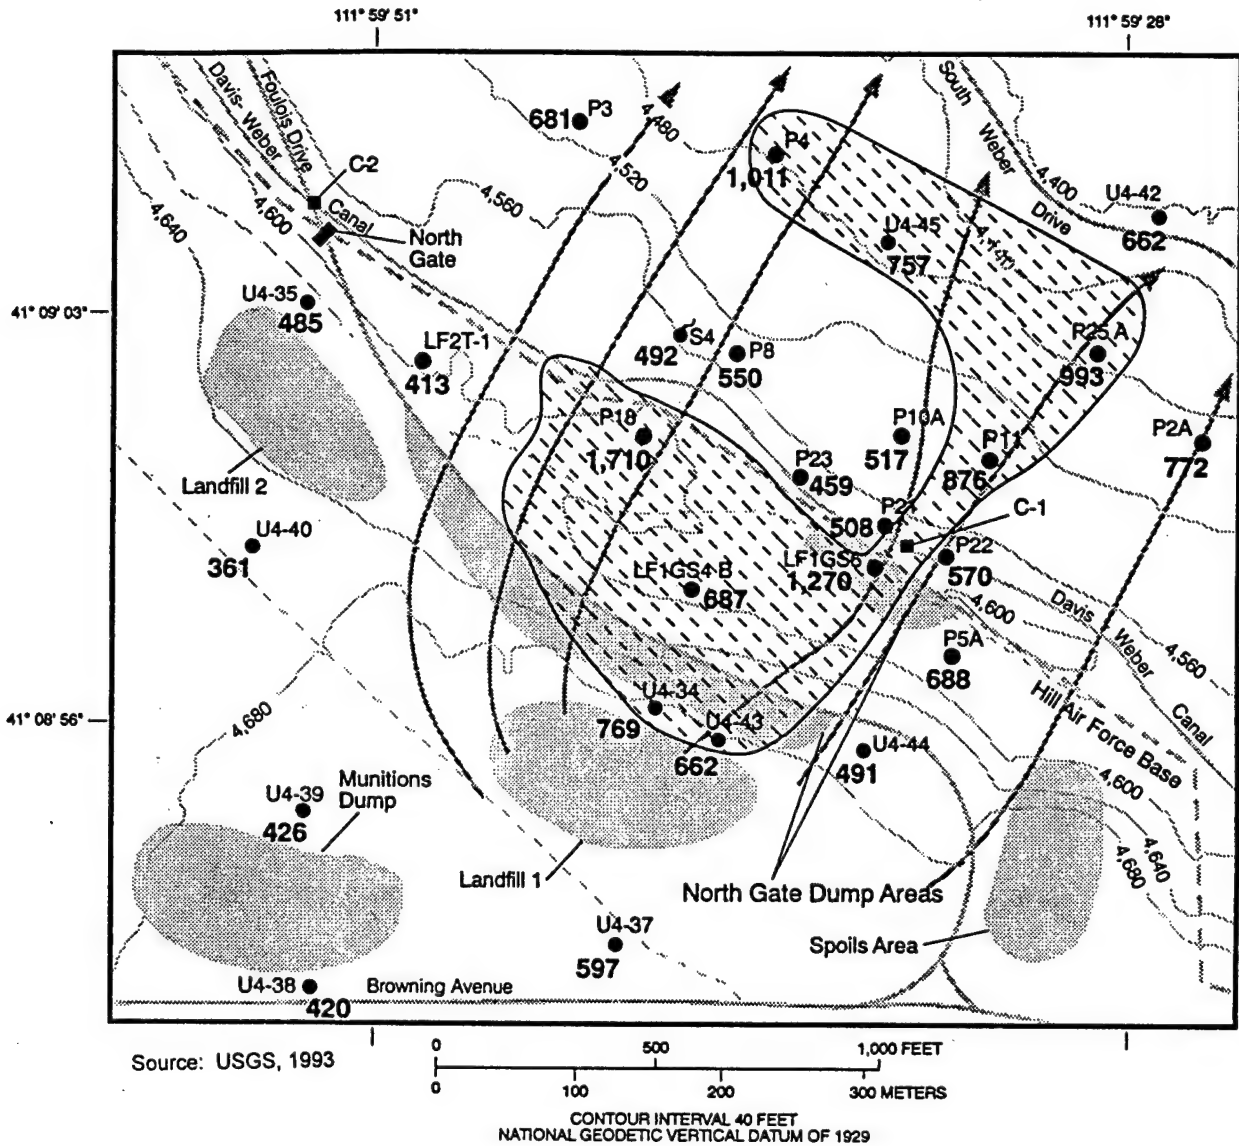 111° 59' 51"
111° 59' 28"
41° 09' 03"
41° 08' 56"
Davis-
Weber
Foulois Drive
C-2
Canal
North
Gate
681
P3
4,480
4,520
4,560
4,600
4,640
P4
1,011
South
Weber
Drive
4,400
U4-42
662
U4-45
757
U4-35
485
LF2T-1
413
S4
492
P8
550
P25 A
993
P18
1,710
P10A
517
P11
876
P2A
772
P23
459
P21
508
C-1
P22
570
Landfill 2
U4-40
361
LF1GS4 B
687
LF1GS5
1,270
4,600
Davis
Weber
Canal
4,560
P5A
688
Hill Air Force Base
4,600
4,640
4,680
4,680
U4-34
769
U4-43
662
U4-44
491
Munitions
Dump
U4-39
426
Landfill 1
North Gate Dump Areas
U4-37
597
Spoils Area
U4-38
420
Browning Avenue
Source: USGS, 1993
0 500 1,000 FEET
0 100 200 300 METERS
CONTOUR INTERVAL 40 FEET
NATIONAL GEODETIC VERTICAL DATUM OF 1929